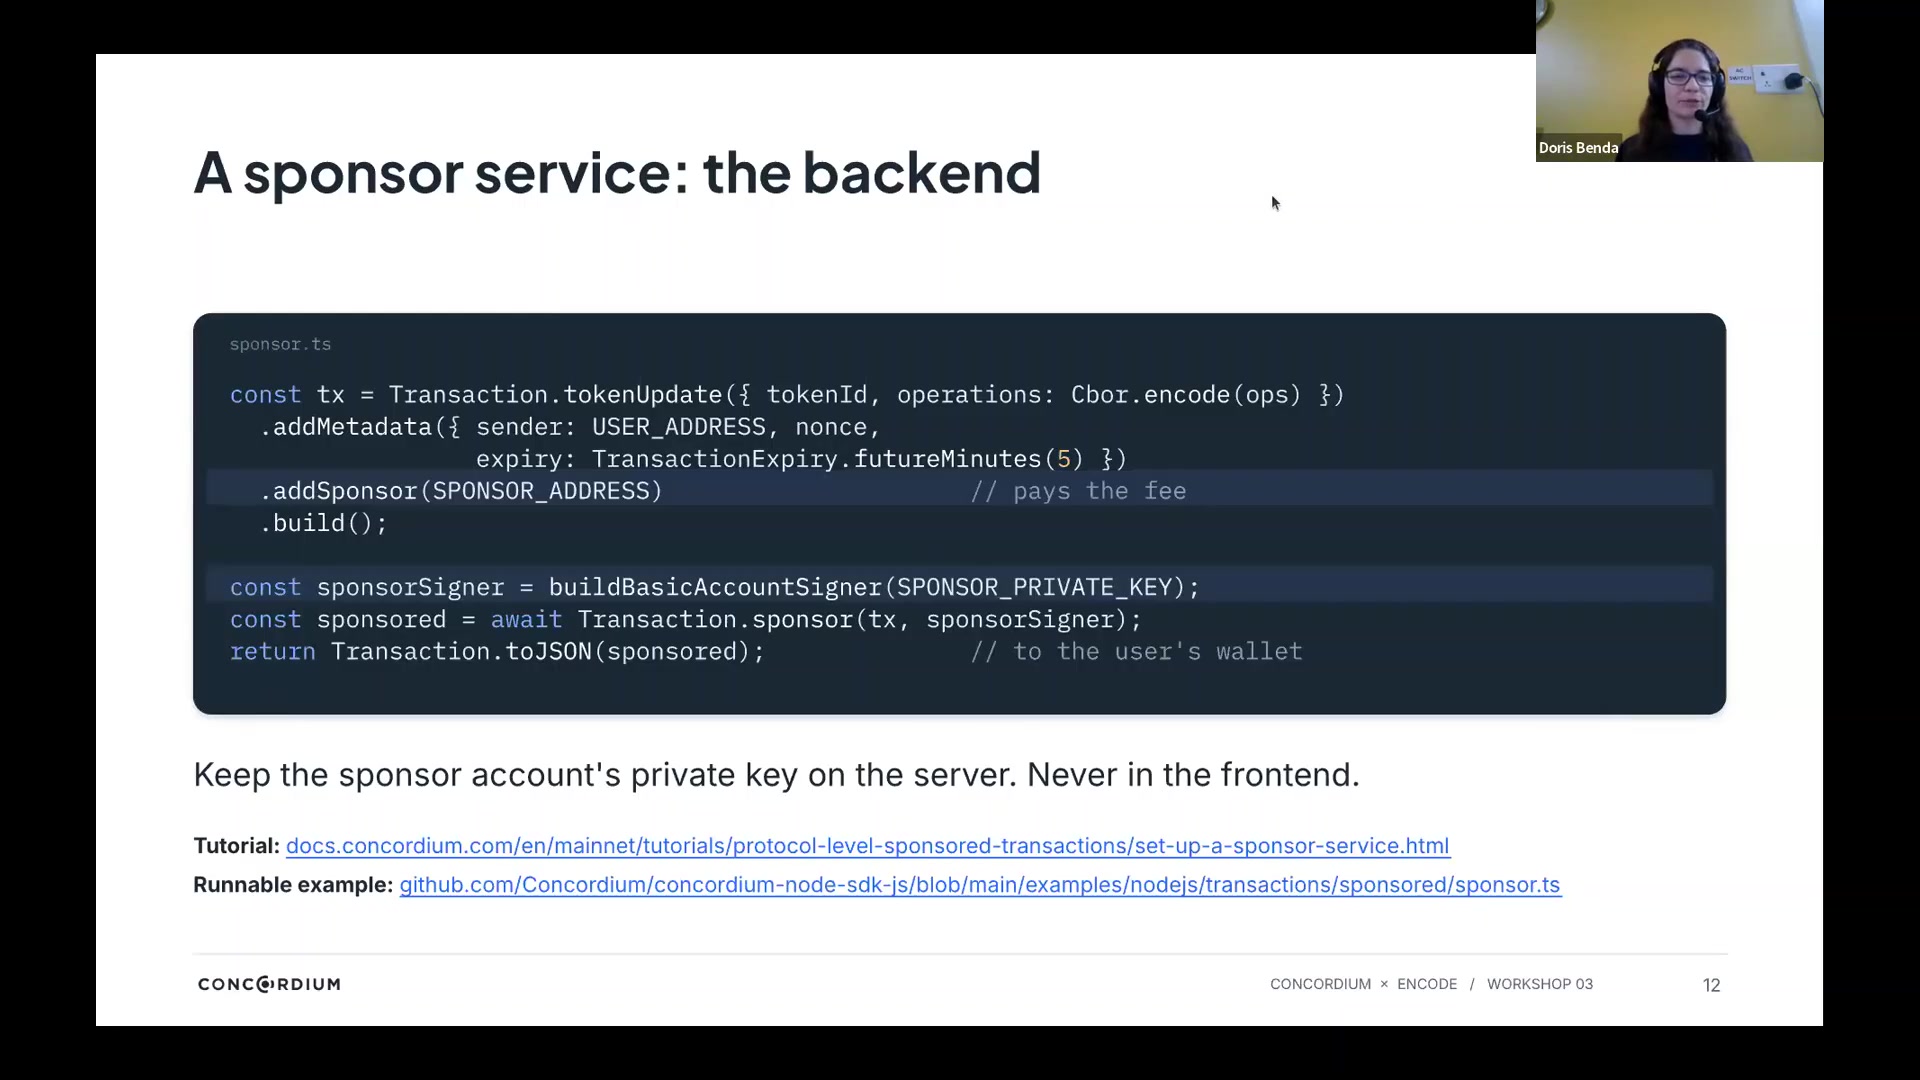 A sponsor service: the backend
Doris Benda
sponsor.ts
const tx = Transaction.tokenUpdate({ tokenId, operations: Cbor.encode(ops) })
.addMetadata({ sender: USER_ADDRESS, nonce,
expiry: TransactionExpiry.futureMinutes(5) })
.addSponsor(SPONSOR_ADDRESS) // pays the fee
.build();
const sponsorSigner = buildBasicAccountSigner(SPONSOR_PRIVATE_KEY);
const sponsored = await Transaction.sponsor(tx, sponsorSigner);
return Transaction.toJSON(sponsored); // to the user's wallet
Keep the sponsor account's private key on the server. Never in the frontend.
Tutorial: docs.concordium.com/en/mainnet/tutorials/protocol-level-sponsored-transactions/set-up-a-sponsor-service.html
Runnable example: github.com/Concordium/concordium-node-sdk-js/blob/main/examples/nodejs/transactions/sponsored/sponsor.ts
CONCORDIUM
CONCORDIUM × ENCODE / WORKSHOP 03
12